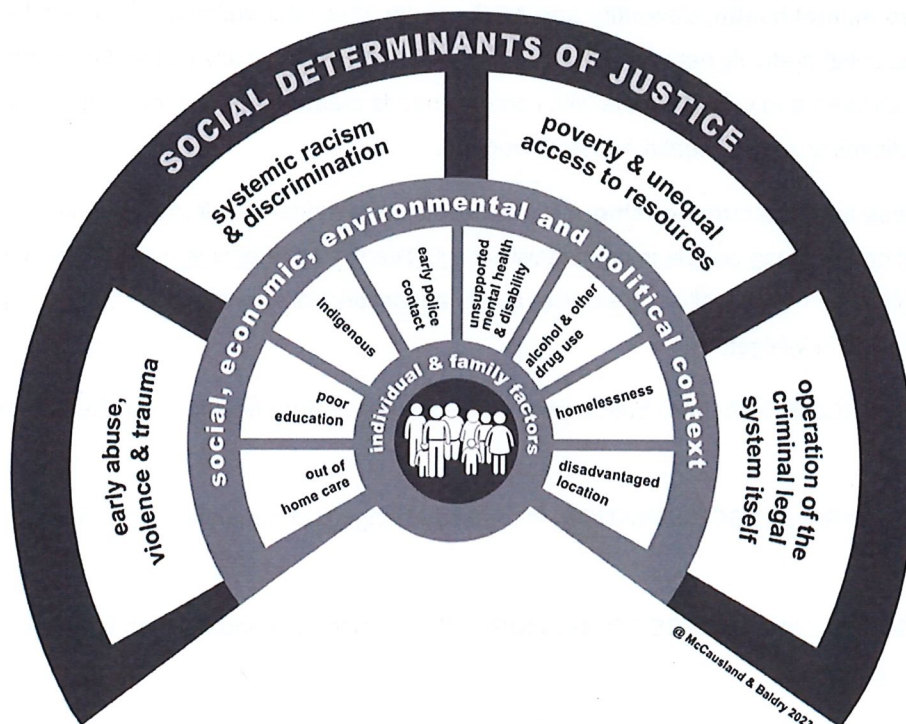 SOCIAL DETERMINANTS OF JUSTICE
early abuse,
violence & trauma
systemic racism
& discrimination
poverty & unequal
access to resources
operation of the
criminal legal
system itself
social, economic, environmental and political context
out of
home care
poor
education
Indigenous
early police
contact
unsupported
mental health
& disability
alcohol & other
drug use
homelessness
disadvantaged
location
individual & family factors
@ McCausland & Baldry